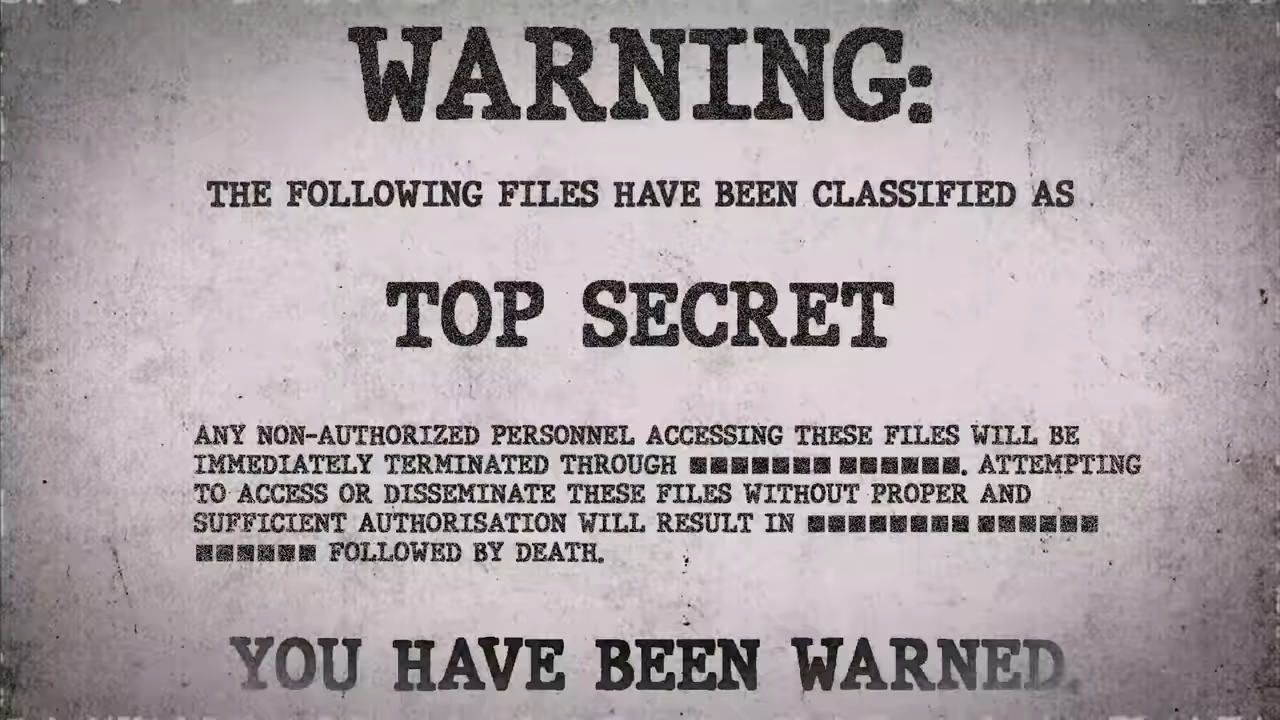 WARNING:
THE FOLLOWING FILES HAVE BEEN CLASSIFIED AS
TOP SECRET
ANY NON-AUTHORIZED PERSONNEL ACCESSING THESE FILES WILL BE
IMMEDIATELY TERMINATED THROUGH ■■■■■■■ ■■■■■■. ATTEMPTING
TO ACCESS OR DISSEMINATE THESE FILES WITHOUT PROPER AND
SUFFICIENT AUTHORISATION WILL RESULT IN ■■■■■■■■ ■■■■■■
■■■■■■ FOLLOWED BY DEATH.
YOU HAVE BEEN WARNED.